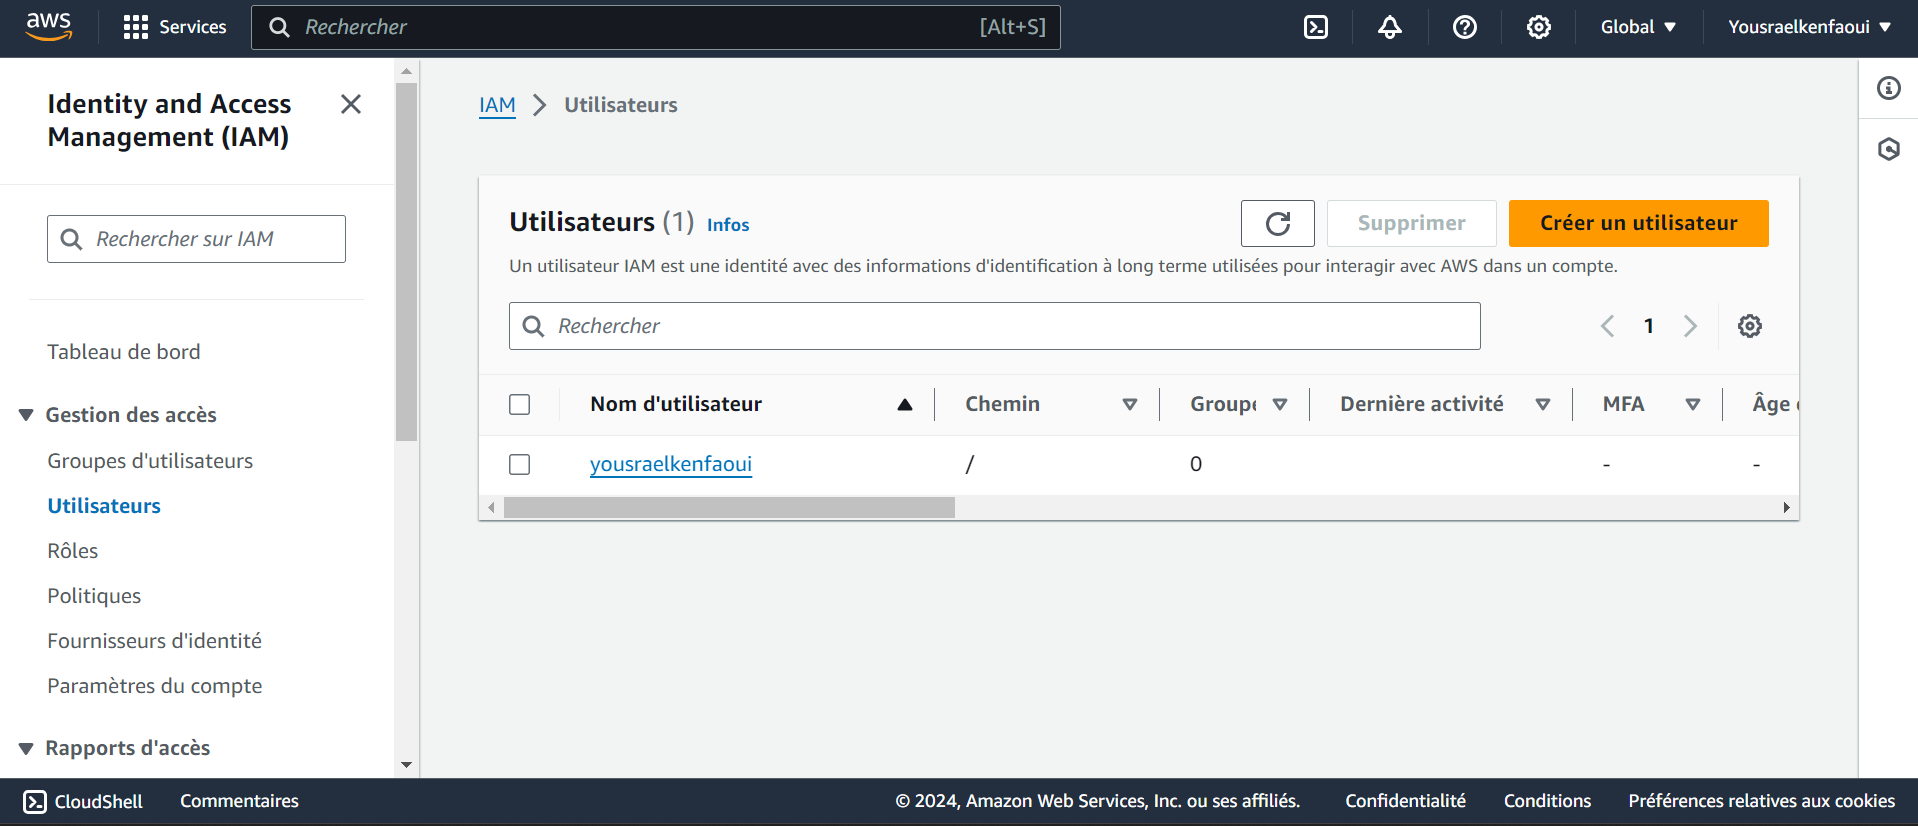 aws
Services
Rechercher
[Alt+S]
Global
Yousraelkenfaoui
Identity and Access
Management (IAM)
Rechercher sur IAM
Tableau de bord
Gestion des accès
Groupes d'utilisateurs
Utilisateurs
Rôles
Politiques
Fournisseurs d'identité
Paramètres du compte
Rapports d'accès
IAM
Utilisateurs
Utilisateurs (1) Infos
Supprimer
Créer un utilisateur
Un utilisateur IAM est une identité avec des informations d'identification à long terme utilisées pour interagir avec AWS dans un compte.
Rechercher
1
Nom d'utilisateur
Chemin
Groupe
Dernière activité
MFA
Âge
yousraelkenfaoui
/
0
-
-
CloudShell
Commentaires
© 2024, Amazon Web Services, Inc. ou ses affiliés.
Confidentialité
Conditions
Préférences relatives aux cookies